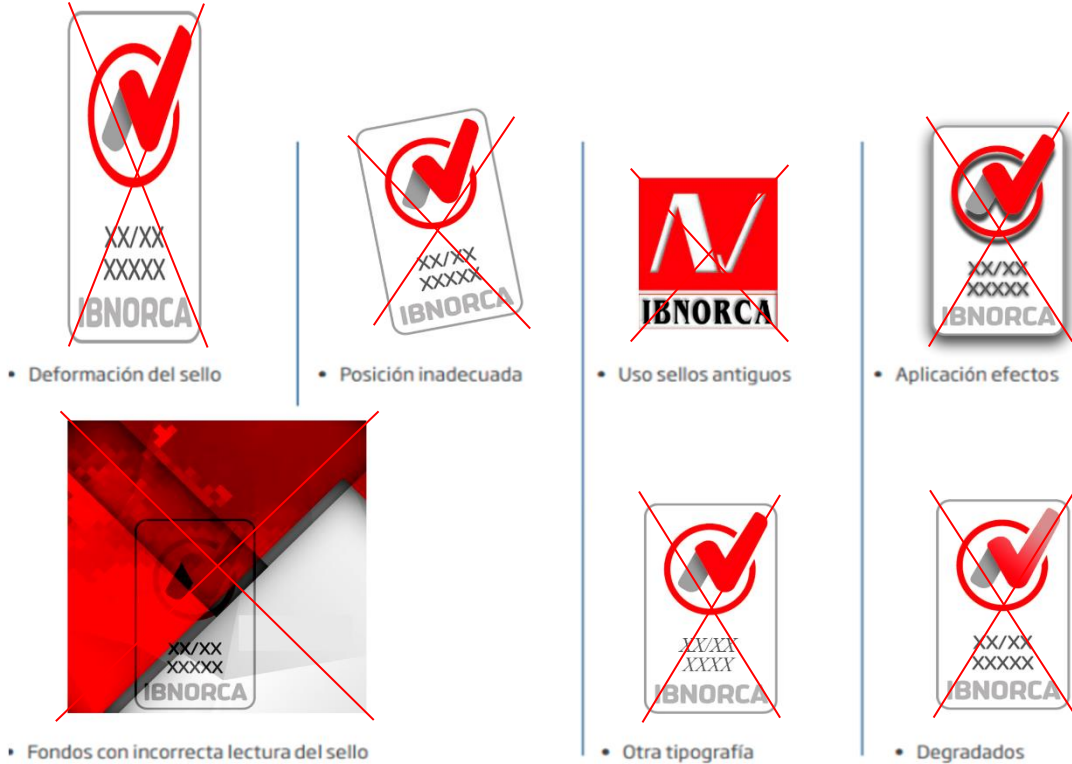 XX/XX
XXXXX
IBNORCA
• Deformación del sello
XX/XX
XXXXX
IBNORCA
• Posición inadecuada
IBNORCA
• Uso sellos antiguos
XX/XX
XXXXX
IBNORCA
• Aplicación efectos
XX/XX
XXXXX
IBNORCA
• Fondos con incorrecta lectura del sello
XX/XX
XXXX
IBNORCA
• Otra tipografía
XX/XX
XXXXX
IBNORCA
• Degradados